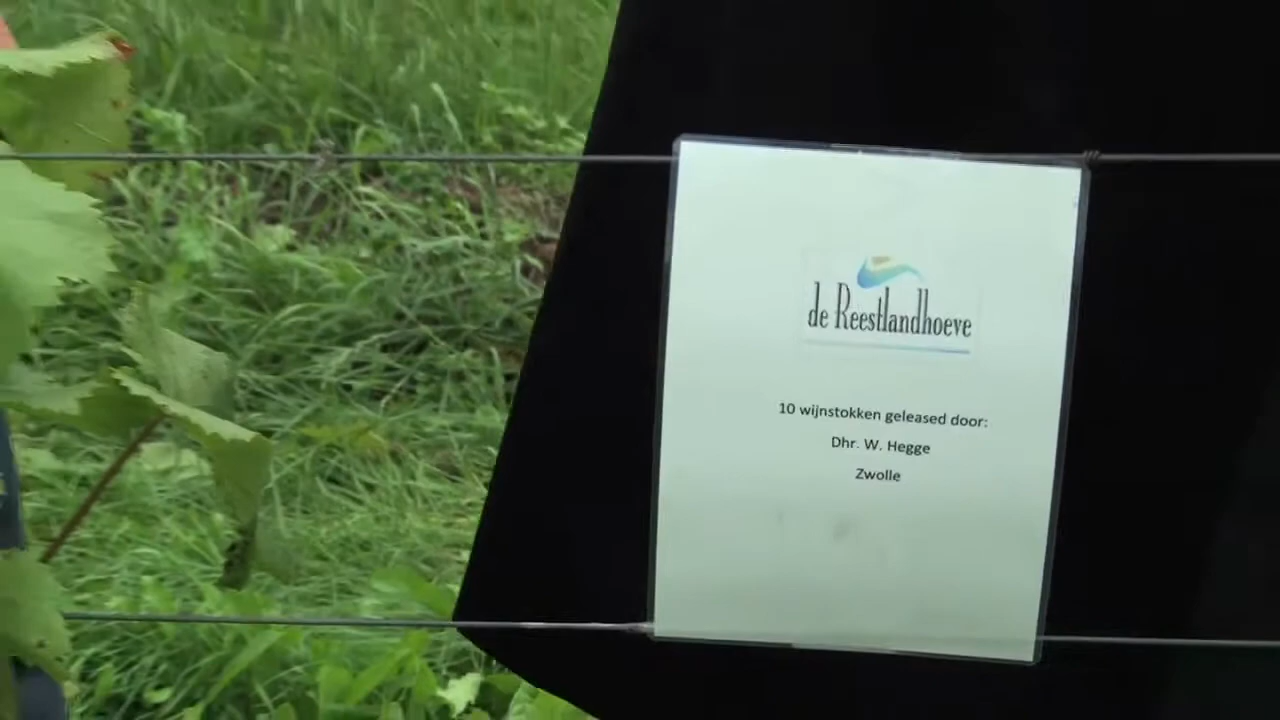 de Reestlandhoeve
10 wijnstokken geleased door:
Dhr. W. Hegge
Zwolle